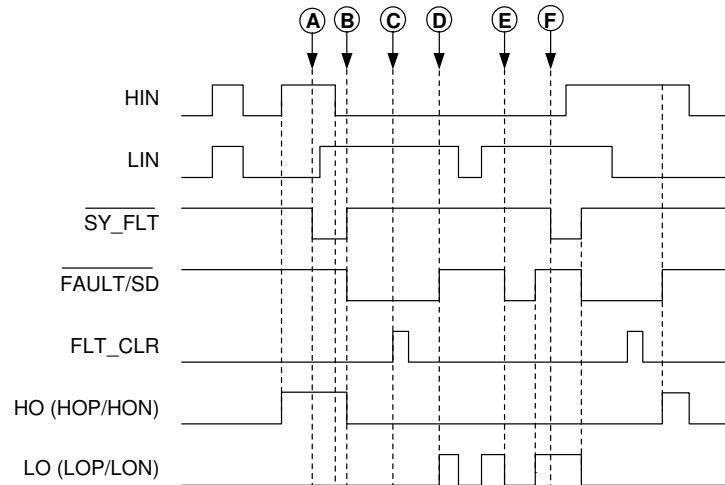 A B C D E F
HIN
LIN
SY_FLT
FAULT/SD
FLT_CLR
HO (HOP/HON)
LO (LOP/LON)